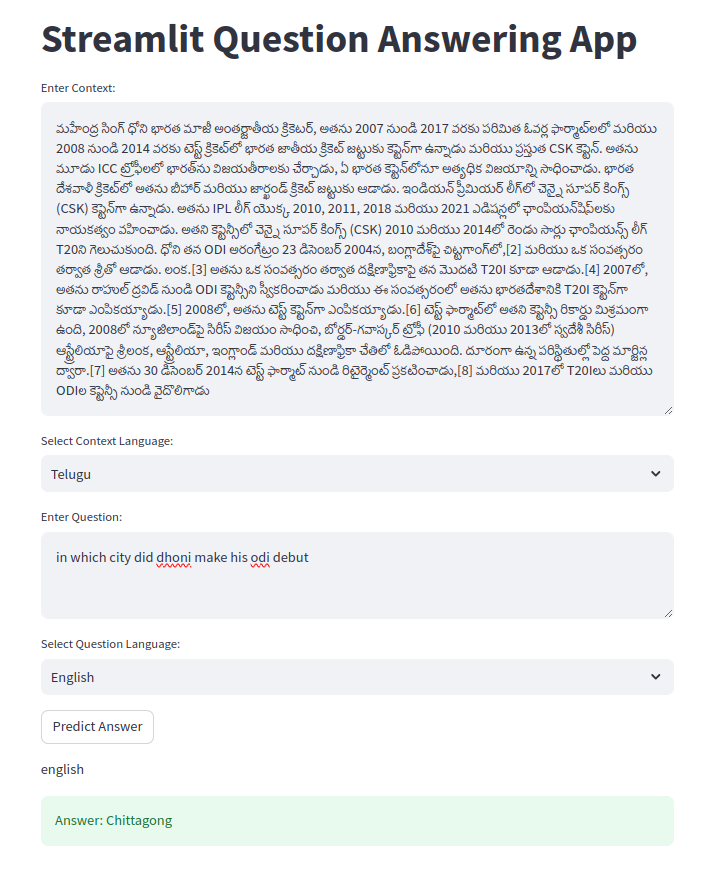 Streamlit Question Answering App
Enter Context:
మహేంద్ర సింగ్ ధోని భారత మాజీ అంతర్జాతీయ క్రికెటర్, అతను 2007 నుండి 2017 వరకు పరిమిత ఓవర్ల ఫార్మాట్‌లలో మరియు
2008 నుండి 2014 వరకు టెస్ట్ క్రికెట్‌లో భారత జాతీయ క్రికెట్ జట్టుకు కెప్టెన్‌గా ఉన్నాడు మరియు ప్రస్తుత CSK కెప్టెన్. అతను
మూడు ICC ట్రోఫీలలో భారత్‌ను విజయతీరాలకు చేర్చాడు, ఏ భారత కెప్టెన్‌లోనూ అత్యధిక విజయాన్ని సాధించాడు. భారత
దేశవాళీ క్రికెట్‌లో అతను బీహార్ మరియు జార్ఖండ్ క్రికెట్ జట్టుకు ఆడాడు. ఇండియన్ ప్రీమియర్ లీగ్‌లో చెన్నై సూపర్ కింగ్స్
(CSK) కెప్టెన్‌గా ఉన్నాడు. అతను IPL లీగ్ యొక్క 2010, 2011, 2018 మరియు 2021 ఎడిషన్లలో ఛాంపియన్‌షిప్‌లకు
నాయకత్వం వహించాడు. అతని కెప్టెన్సీలో చెన్నై సూపర్ కింగ్స్ (CSK) 2010 మరియు 2014లో రెండు సార్లు ఛాంపియన్స్ లీగ్
T20ని గెలుచుకుంది. ధోని తన ODI అరంగేట్రం 23 డిసెంబర్ 2004న, బంగ్లాదేశ్‌పై చిట్టగాంగ్‌లో,[2] మరియు ఒక సంవత్సరం
తర్వాత శ్రీతో ఆడాడు. లంక.[3] అతను ఒక సంవత్సరం తర్వాత దక్షిణాఫ్రికాపై తన మొదటి T20I కూడా ఆడాడు.[4] 2007లో,
అతను రాహుల్ ద్రవిడ్ నుండి ODI కెప్టెన్సీని స్వీకరించాడు మరియు ఈ సంవత్సరంలో అతను భారతదేశానికి T20I కెప్టెన్‌గా
కూడా ఎంపికయ్యాడు.[5] 2008లో, అతను టెస్ట్ కెప్టెన్‌గా ఎంపికయ్యాడు.[6] టెస్ట్ ఫార్మాట్‌లో అతని కెప్టెన్సీ రికార్డు మిశ్రమంగా
ఉంది, 2008లో న్యూజిలాండ్‌పై సిరీస్ విజయం సాధించి, బోర్డర్-గవాస్కర్ ట్రోఫీ (2010 మరియు 2013లో స్వదేశీ సిరీస్)
ఆస్ట్రేలియాపై శ్రీలంక, ఆస్ట్రేలియా, ఇంగ్లాండ్ మరియు దక్షిణాఫ్రికా చేతిలో ఓడిపోయింది. దూరంగా ఉన్న పరిస్థితుల్లో పెద్ద మార్జిన్ల
ద్వారా.[7] అతను 30 డిసెంబర్ 2014న టెస్ట్ ఫార్మాట్ నుండి రిటైర్మెంట్ ప్రకటించాడు,[8] మరియు 2017లో T20Iలు మరియు
ODIల కెప్టెన్సీ నుండి వైదొలిగాడు
Select Context Language:
Telugu
Enter Question:
in which city did dhoni make his odi debut
Select Question Language:
English
Predict Answer
english
Answer: Chittagong